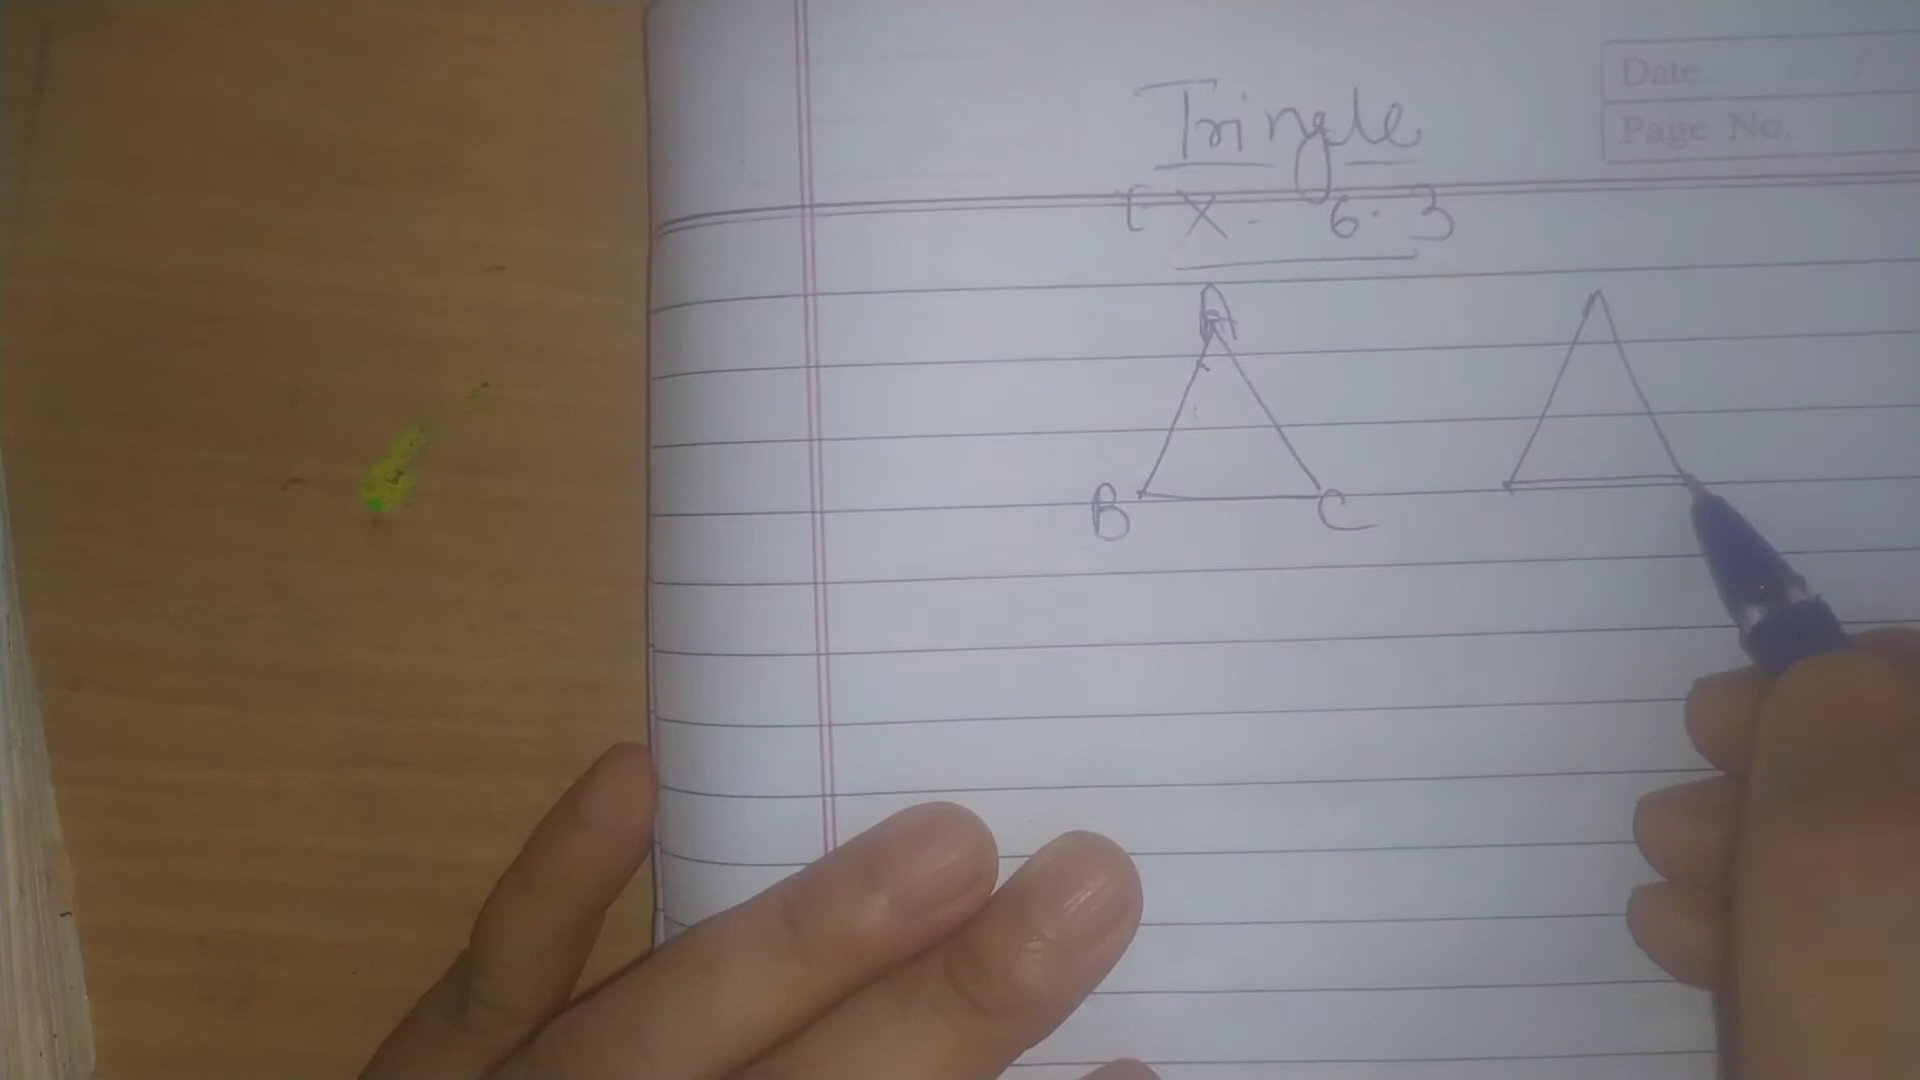 Date
Page No.
Tringle
EX - 6.3
A
B C